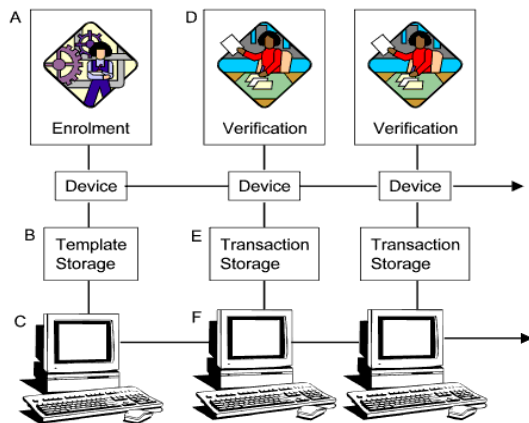 A
D
Enrolment
Verification
Verification
Device
Device
Device
B
Template
Storage
E
Transaction
Storage
Transaction
Storage
C
F